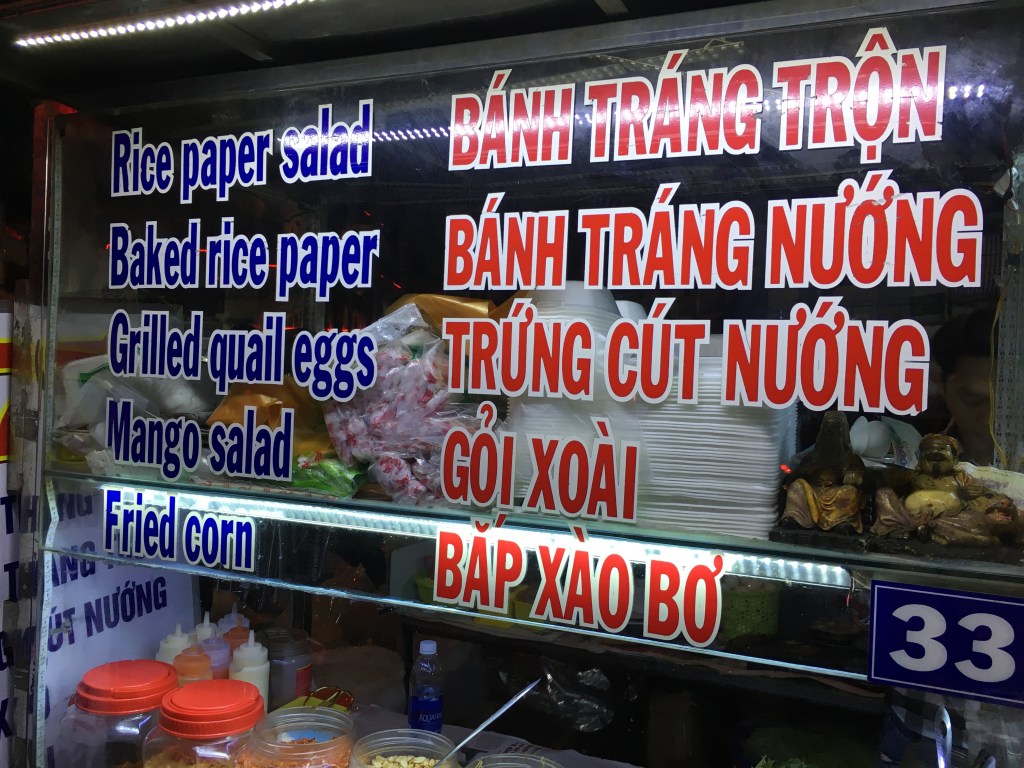 Rice paper salad BÁNH TRÁNG TRỘN
Baked rice paper BÁNH TRÁNG NƯỚNG
Grilled quail eggs TRỨNG CÚT NƯỚNG
Mango salad GỎI XOÀI
Fried corn BẮP XÀO BƠ
33
ÚT NƯỚNG